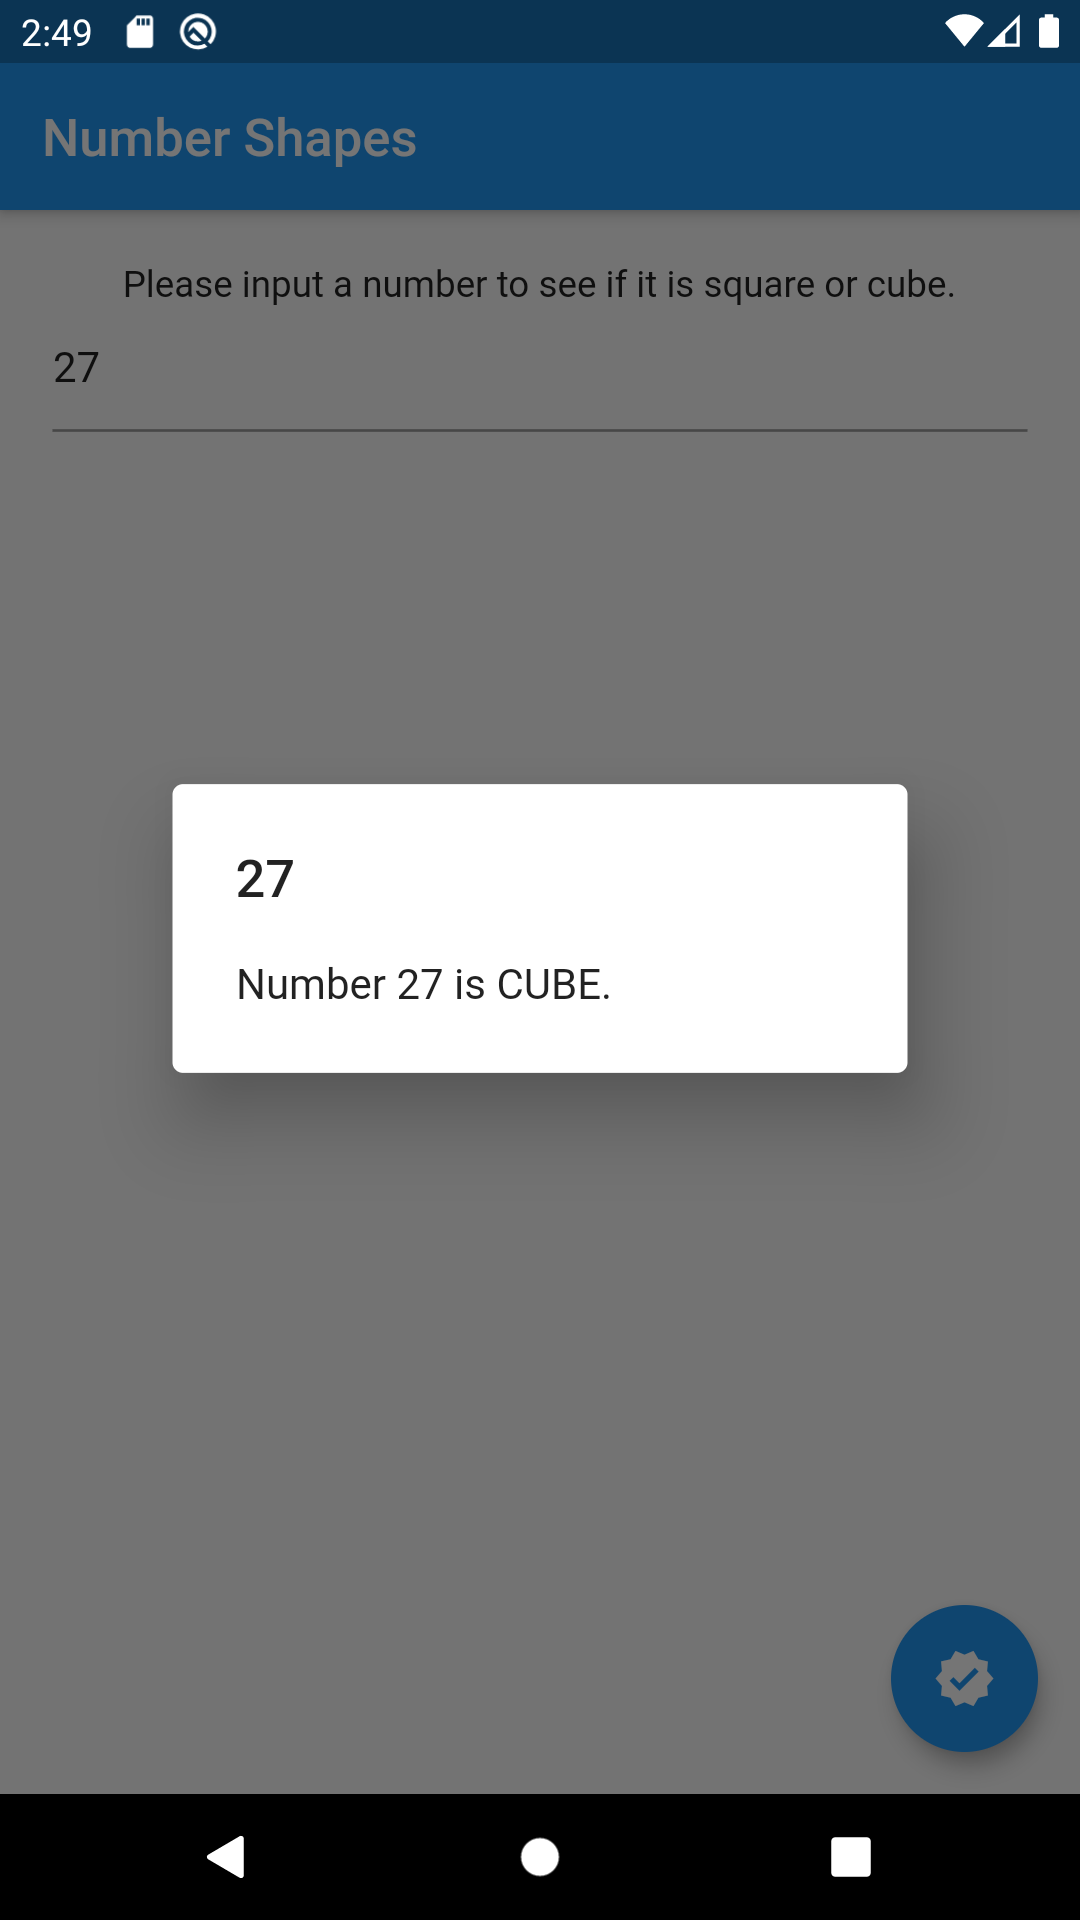 2:49
Number Shapes
Please input a number to see if it is square or cube.
27
27
Number 27 is CUBE.